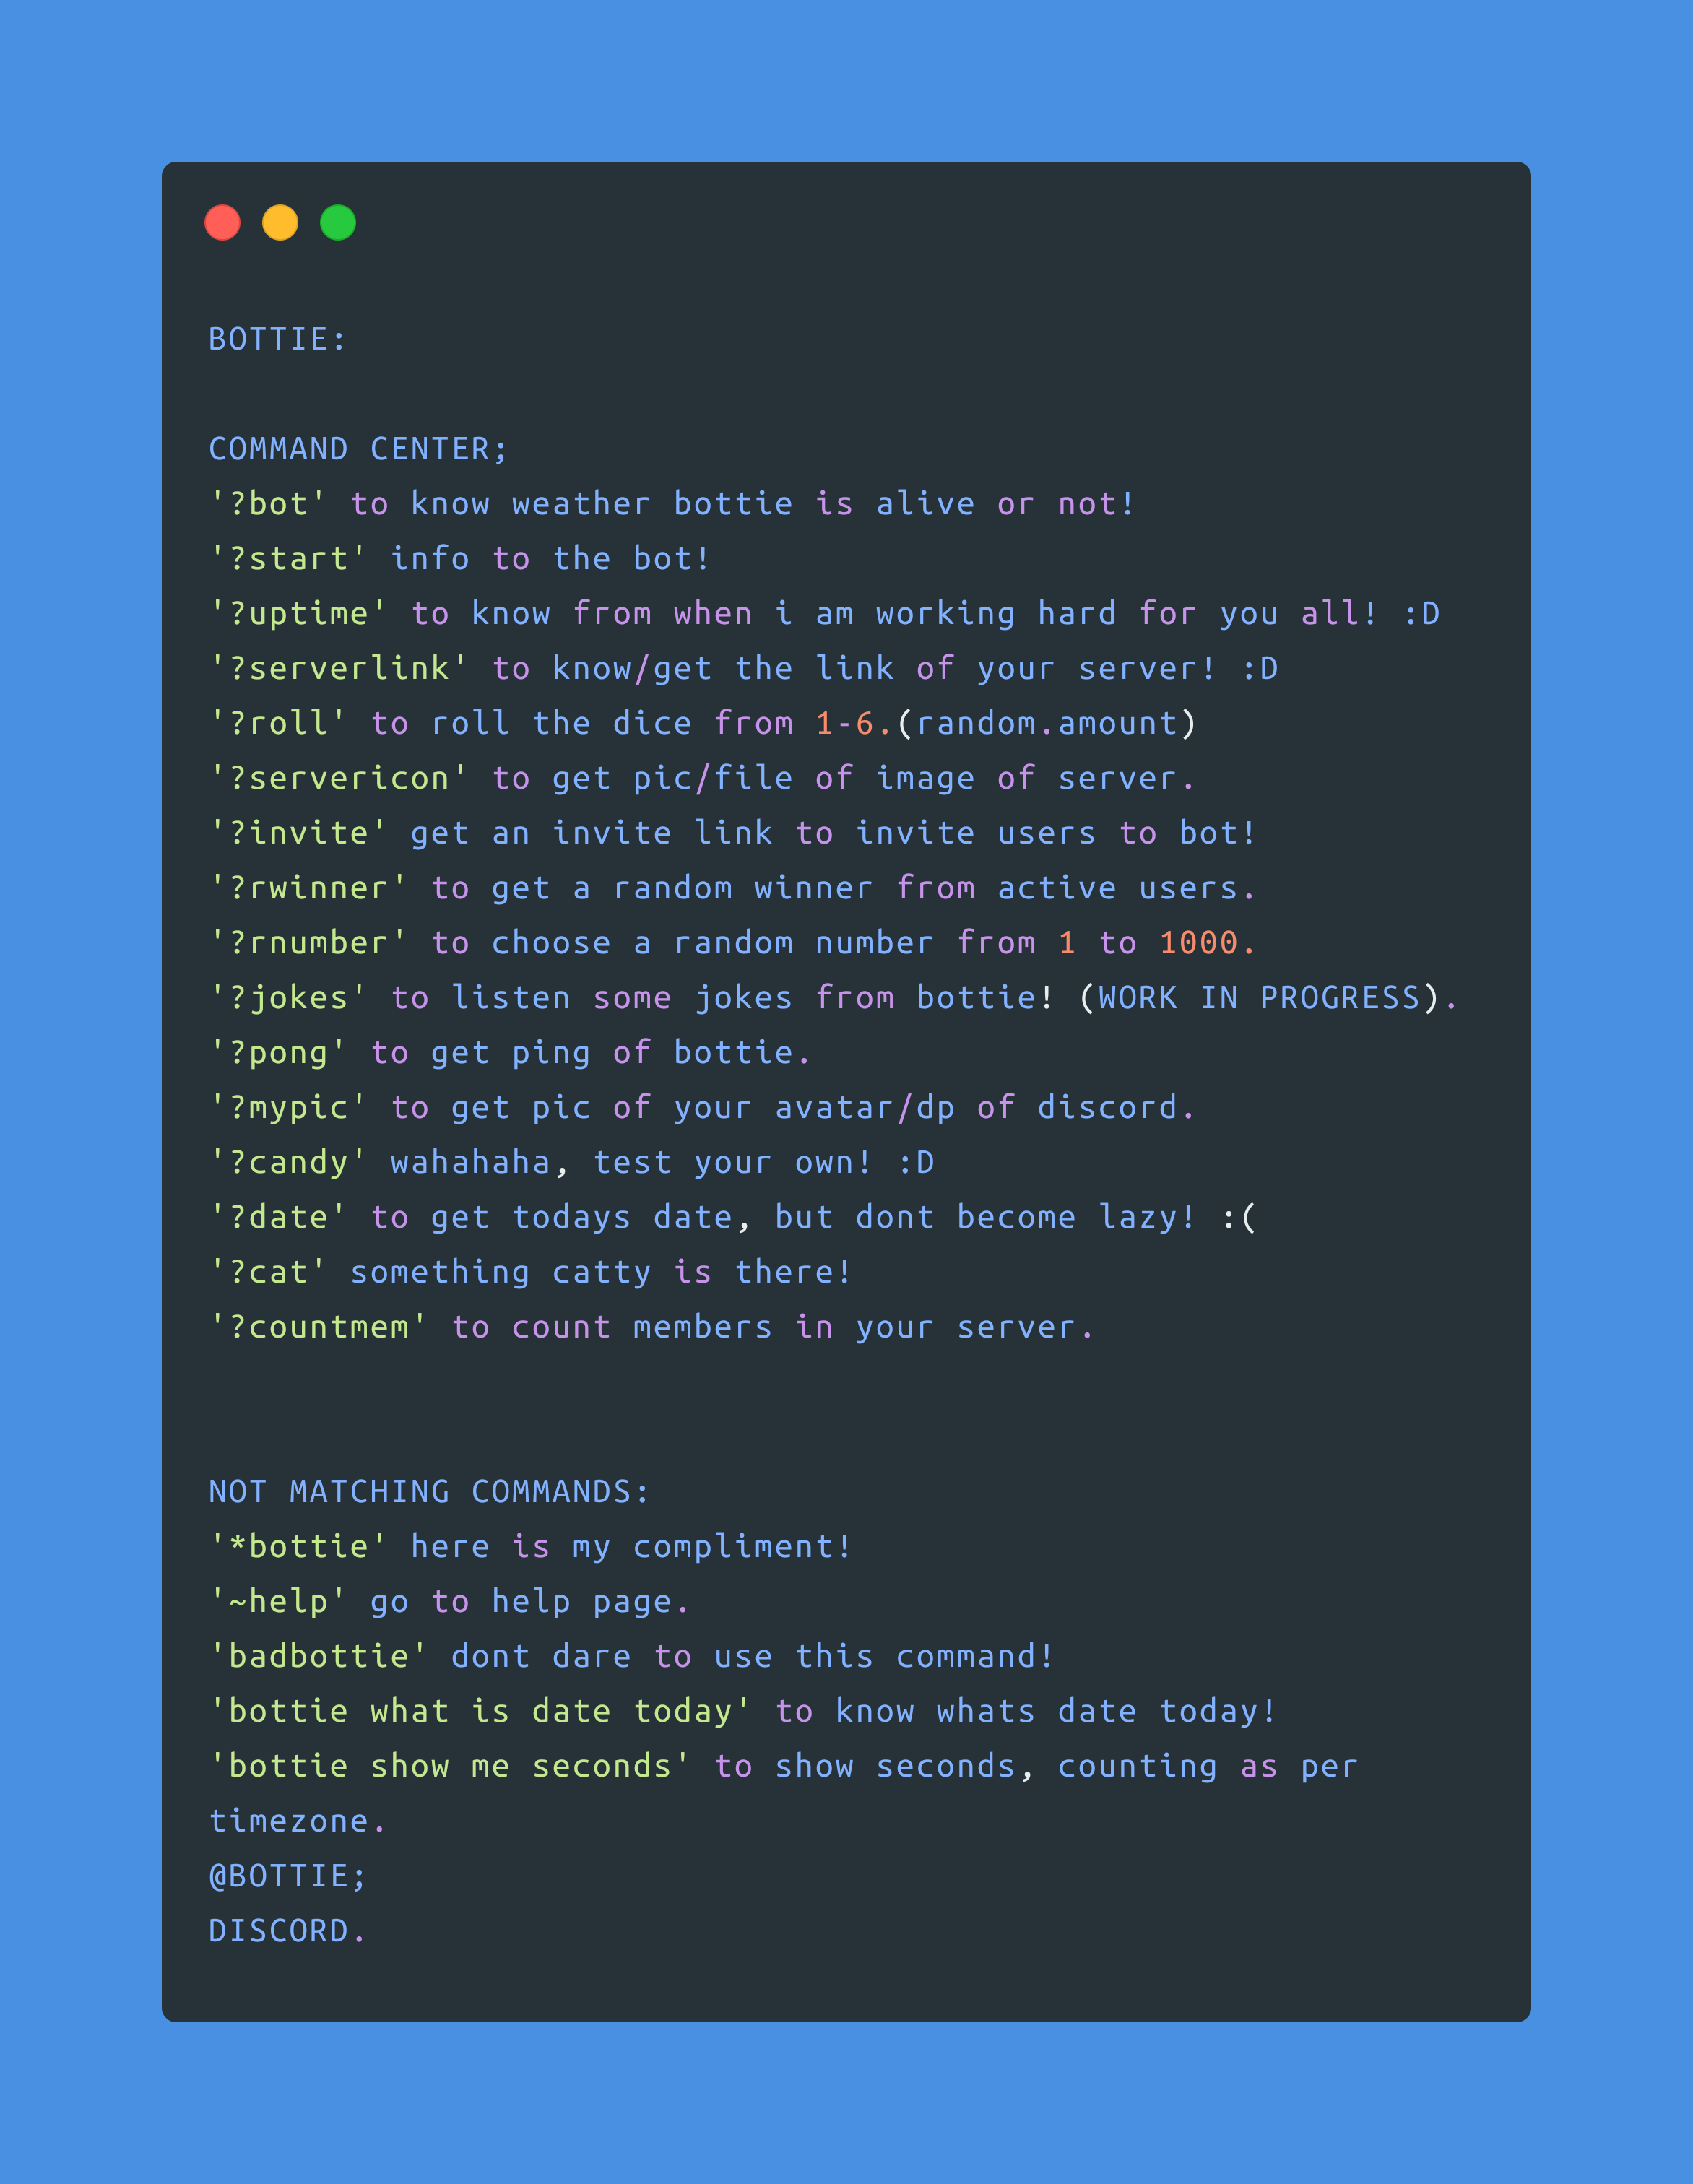 BOTTIE:
COMMAND CENTER;
'?bot' to know weather bottie is alive or not!
'?start' info to the bot!
'?uptime' to know from when i am working hard for you all! :D
'?serverlink' to know/get the link of your server! :D
'?roll' to roll the dice from 1-6.(random.amount)
'?servericon' to get pic/file of image of server.
'?invite' get an invite link to invite users to bot!
'?rwinner' to get a random winner from active users.
'?rnumber' to choose a random number from 1 to 1000.
'?jokes' to listen some jokes from bottie! (WORK IN PROGRESS).
'?pong' to get ping of bottie.
'?mypic' to get pic of your avatar/dp of discord.
'?candy' wahahaha, test your own! :D
'?date' to get todays date, but dont become lazy! :(
'?cat' something catty is there!
'?countmem' to count members in your server.
NOT MATCHING COMMANDS:
'*bottie' here is my compliment!
'~help' go to help page.
'badbottie' dont dare to use this command!
'bottie what is date today' to know whats date today!
'bottie show me seconds' to show seconds, counting as per
timezone.
@BOTTIE;
DISCORD.